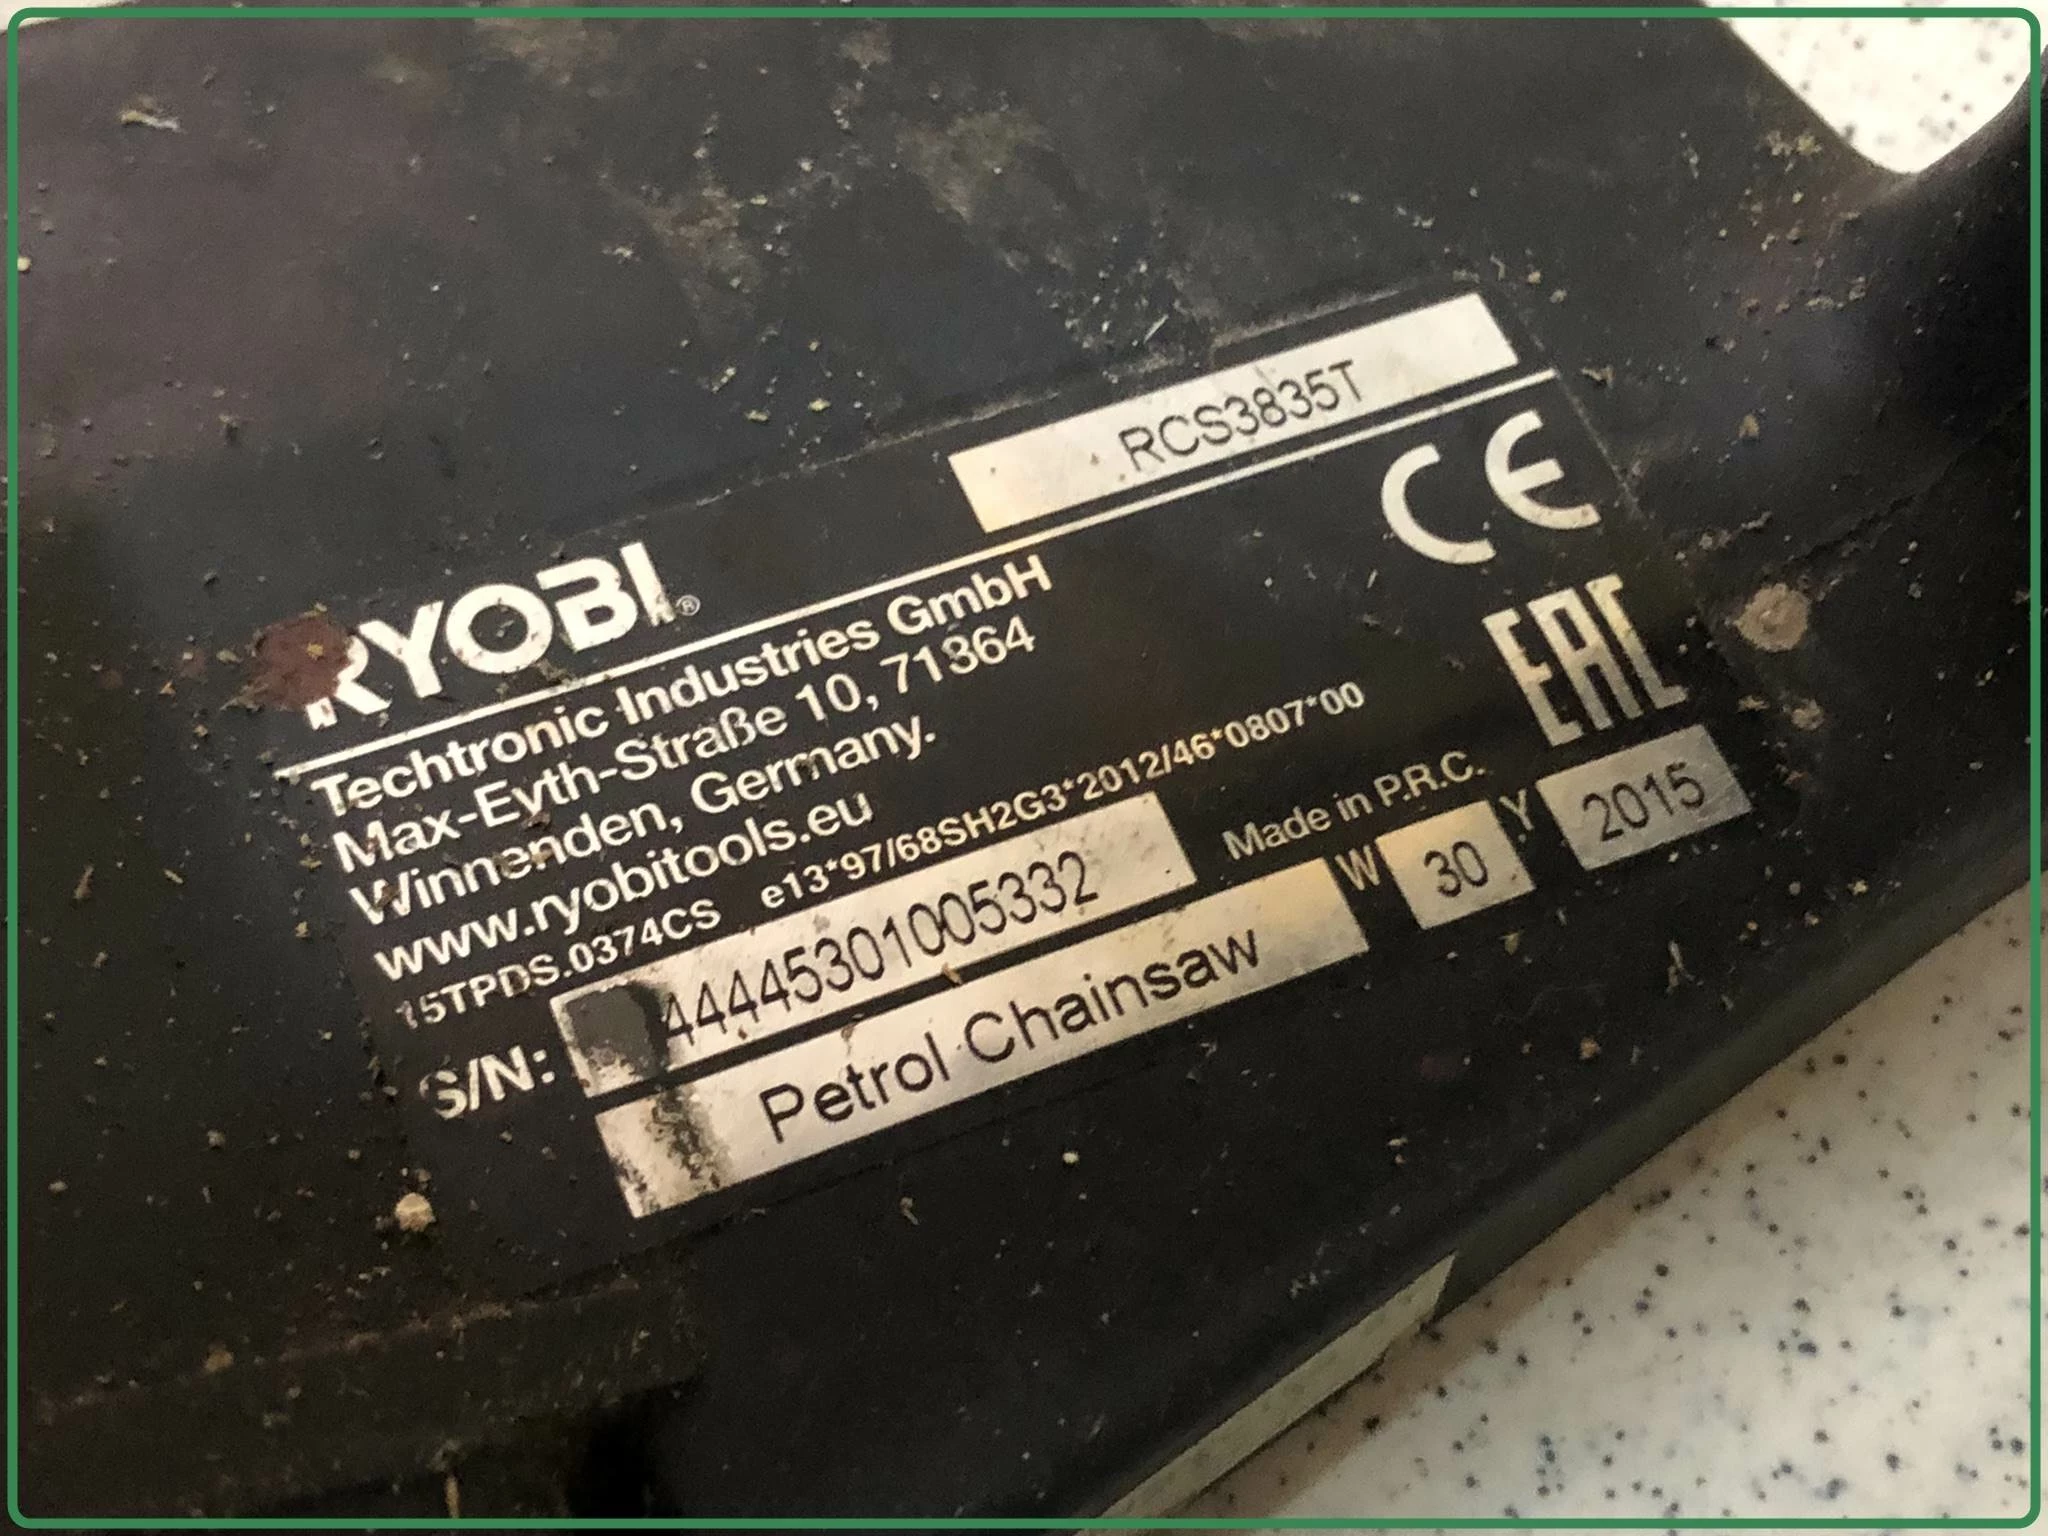 RCS3835T
RYOBI®
Techtronic Industries GmbH
Max-Eyth-Straße 10, 71364
Winnenden, Germany.
www.ryobitools.eu
15TPDS.0374CS e13*97/68SH2G3*2012/46*0807*00
CE
EAC
Made in P.R.C.
S/N: 44445301005332
W 30 Y 2015
Petrol Chainsaw